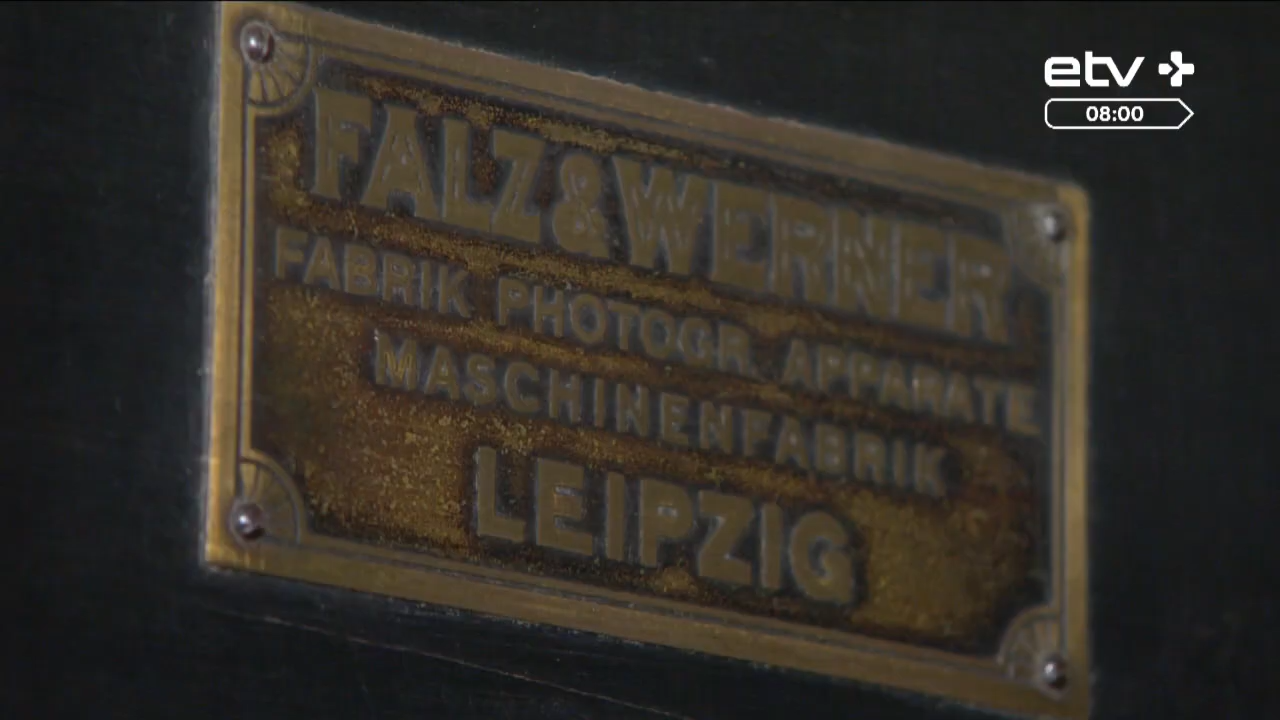 FALZ&WERNER
FABRIK PHOTOGR. APPARATE
MASCHINENFABRIK
LEIPZIG
etv+
08:00